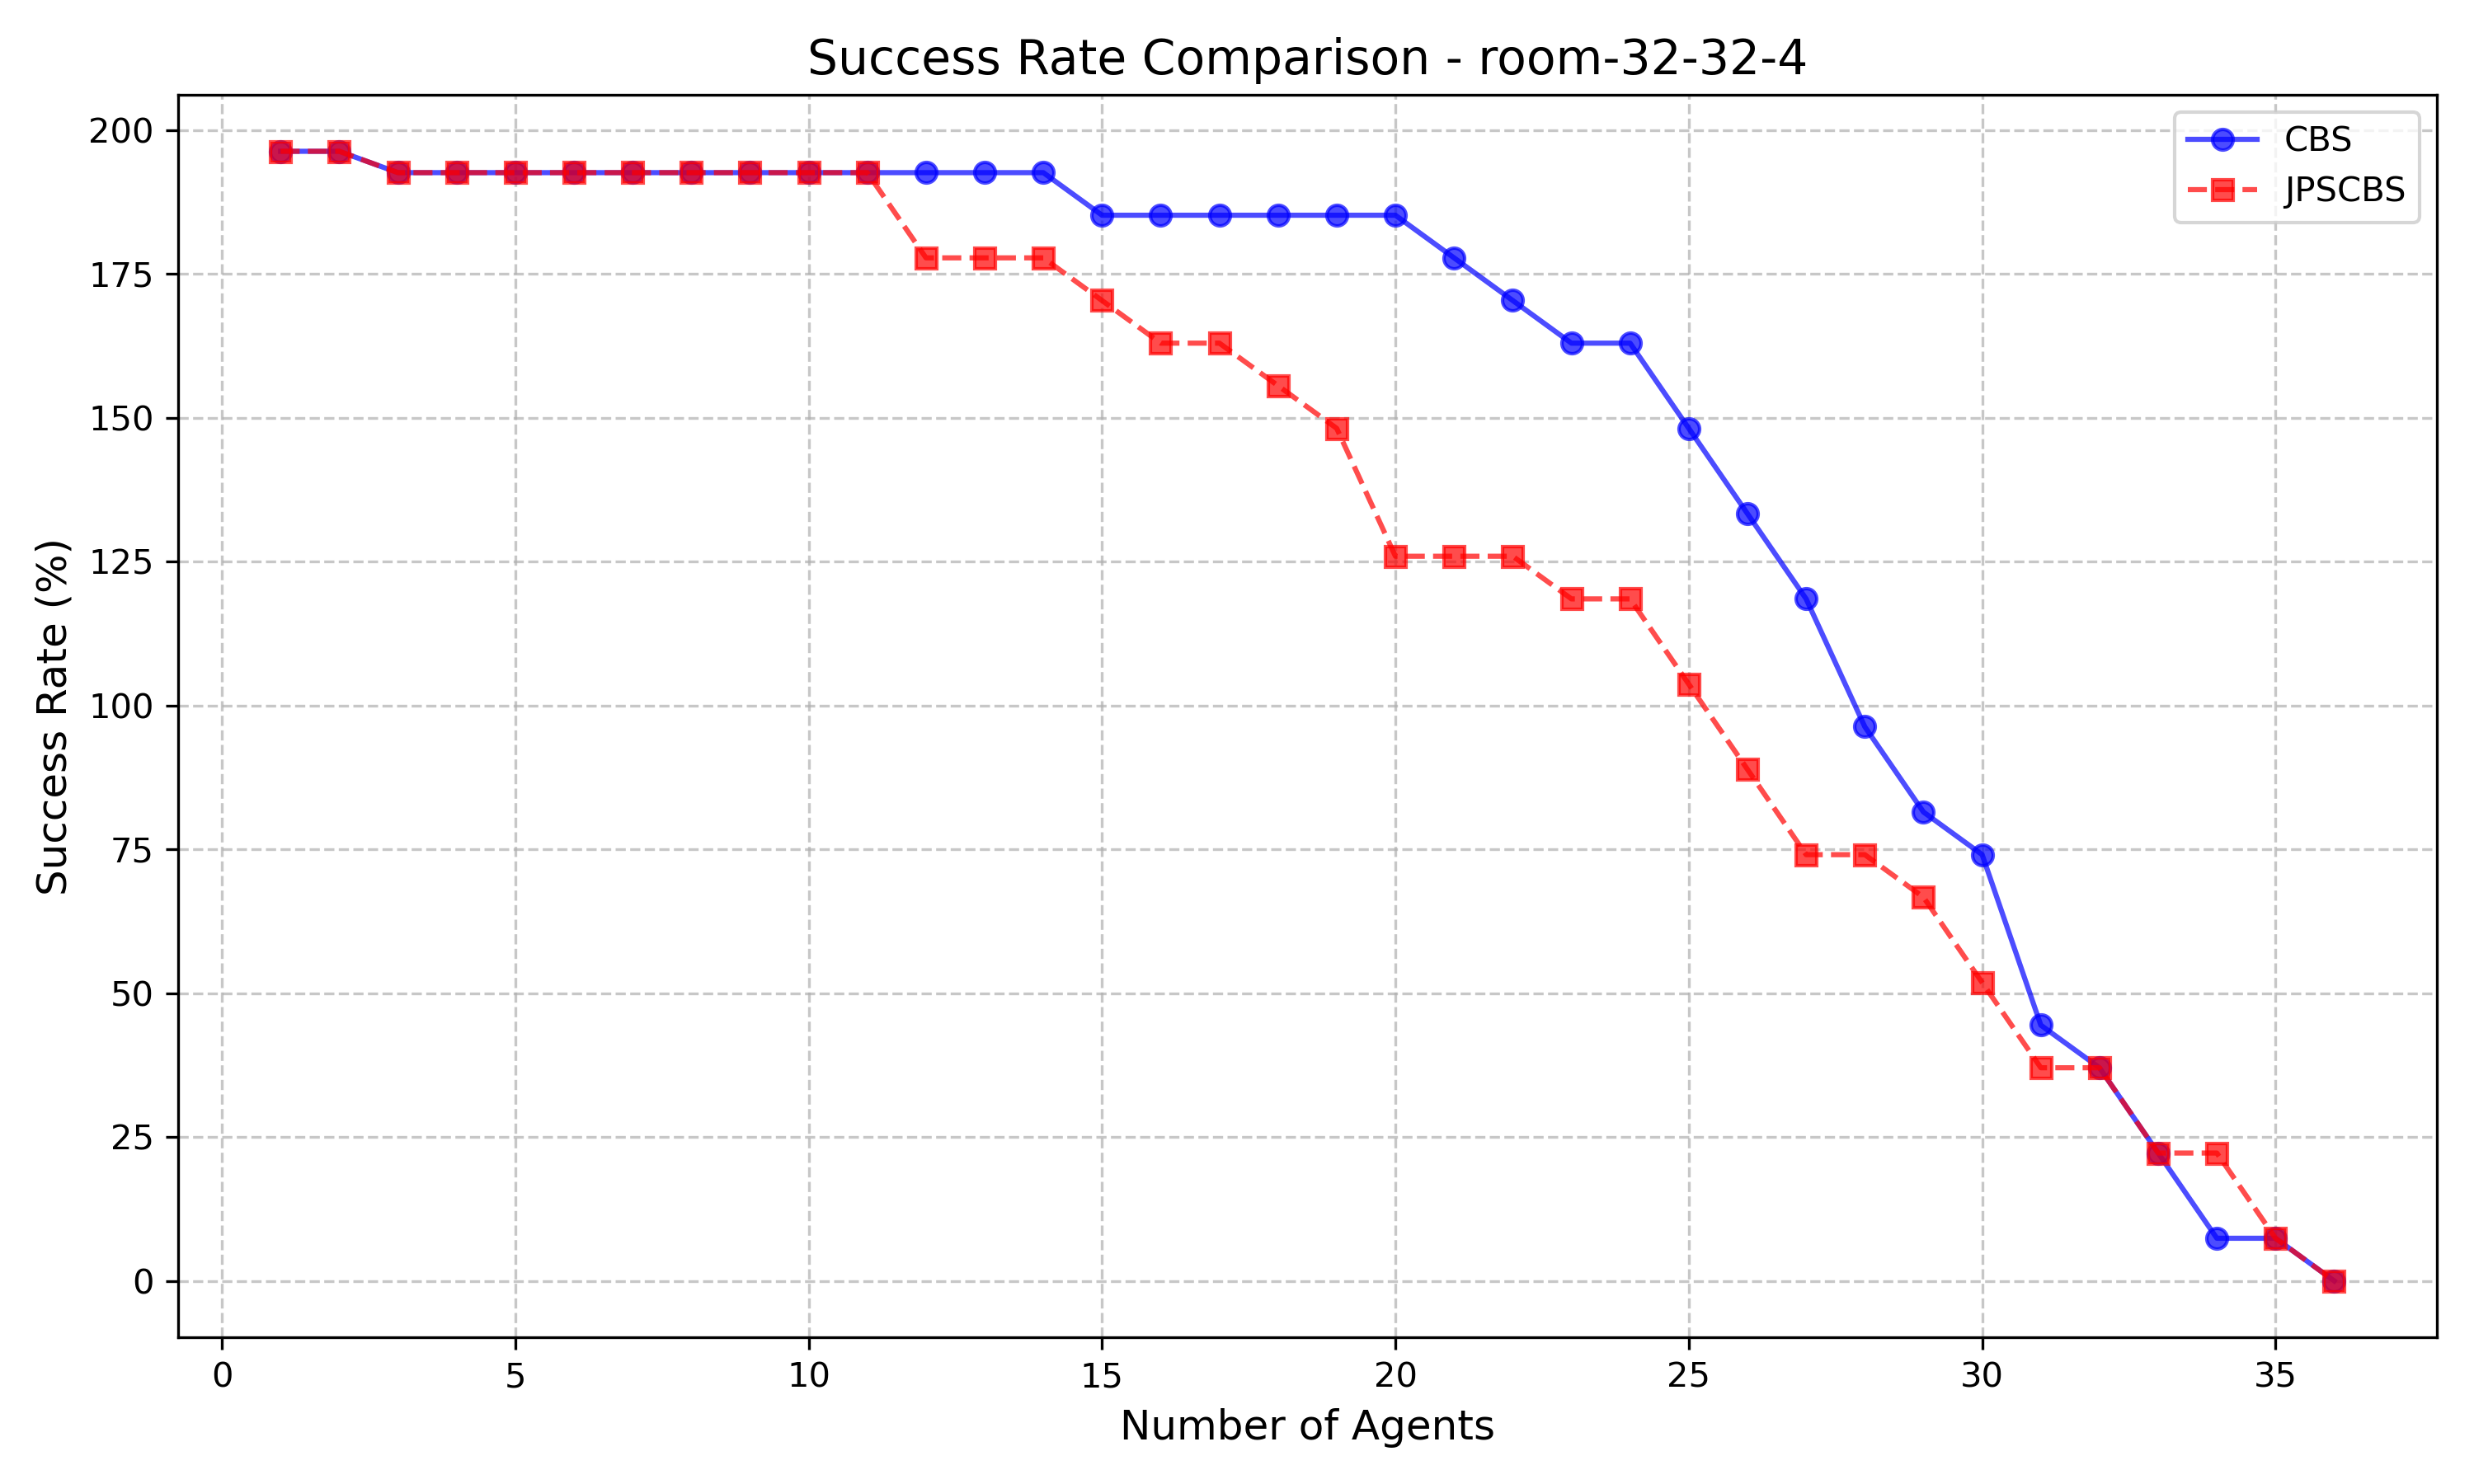 Success Rate Comparison - room-32-32-4
CBS
JPSCBS
Success Rate (%)
200
175
150
125
100
75
50
25
0
0 5 10 15 20 25 30 35
Number of Agents